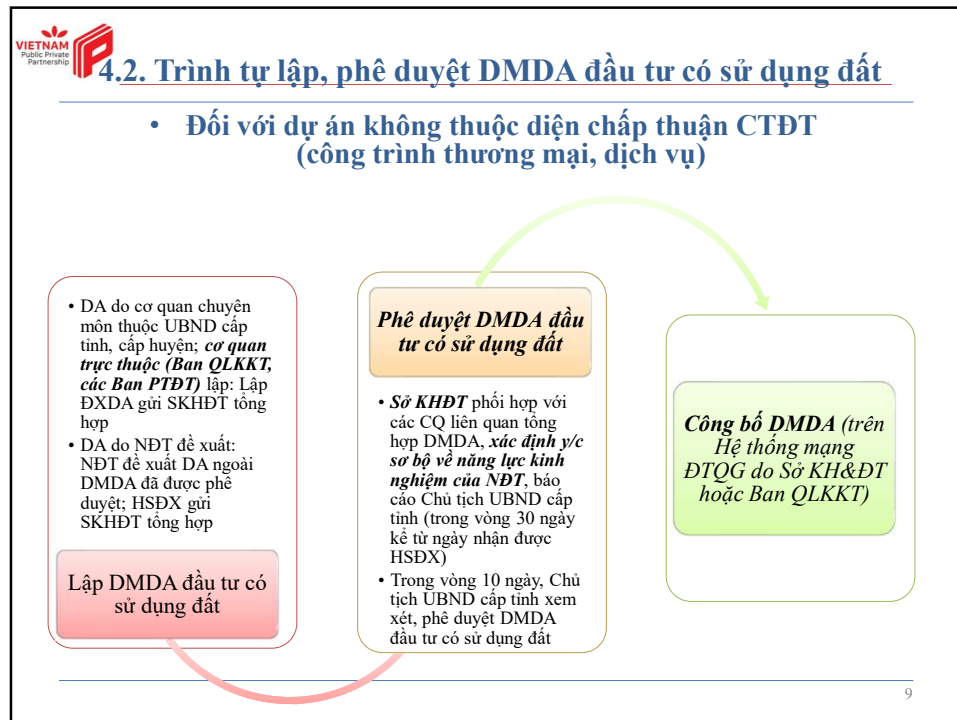 VIETNAM
Public Private
Partnership
4.2. Trình tự lập, phê duyệt DMDA đầu tư có sử dụng đất
• Đối với dự án không thuộc diện chấp thuận CTĐT
(công trình thương mại, dịch vụ)
• DA do cơ quan chuyên
môn thuộc UBND cấp
tỉnh, cấp huyện; cơ quan
trực thuộc (Ban QLKKT,
các Ban PTĐT) lập: Lập
ĐXDA gửi SKHĐT tổng
hợp
• DA do NĐT đề xuất:
NĐT đề xuất DA ngoài
DMDA đã được phê
duyệt; HSĐX gửi
SKHĐT tổng hợp
Lập DMDA đầu tư có
sử dụng đất
Phê duyệt DMDA đầu
tư có sử dụng đất
• Sở KHĐT phối hợp với
các CQ liên quan tổng
hợp DMDA, xác định y/c
sơ bộ về năng lực kinh
nghiệm của NĐT, báo
cáo Chủ tịch UBND cấp
tỉnh (trong vòng 30 ngày
kể từ ngày nhận được
HSĐX)
• Trong vòng 10 ngày, Chủ
tịch UBND cấp tỉnh xem
xét, phê duyệt DMDA
đầu tư có sử dụng đất
Công bố DMDA (trên
Hệ thống mạng
ĐTQG do Sở KH&ĐT
hoặc Ban QLKKT)
9